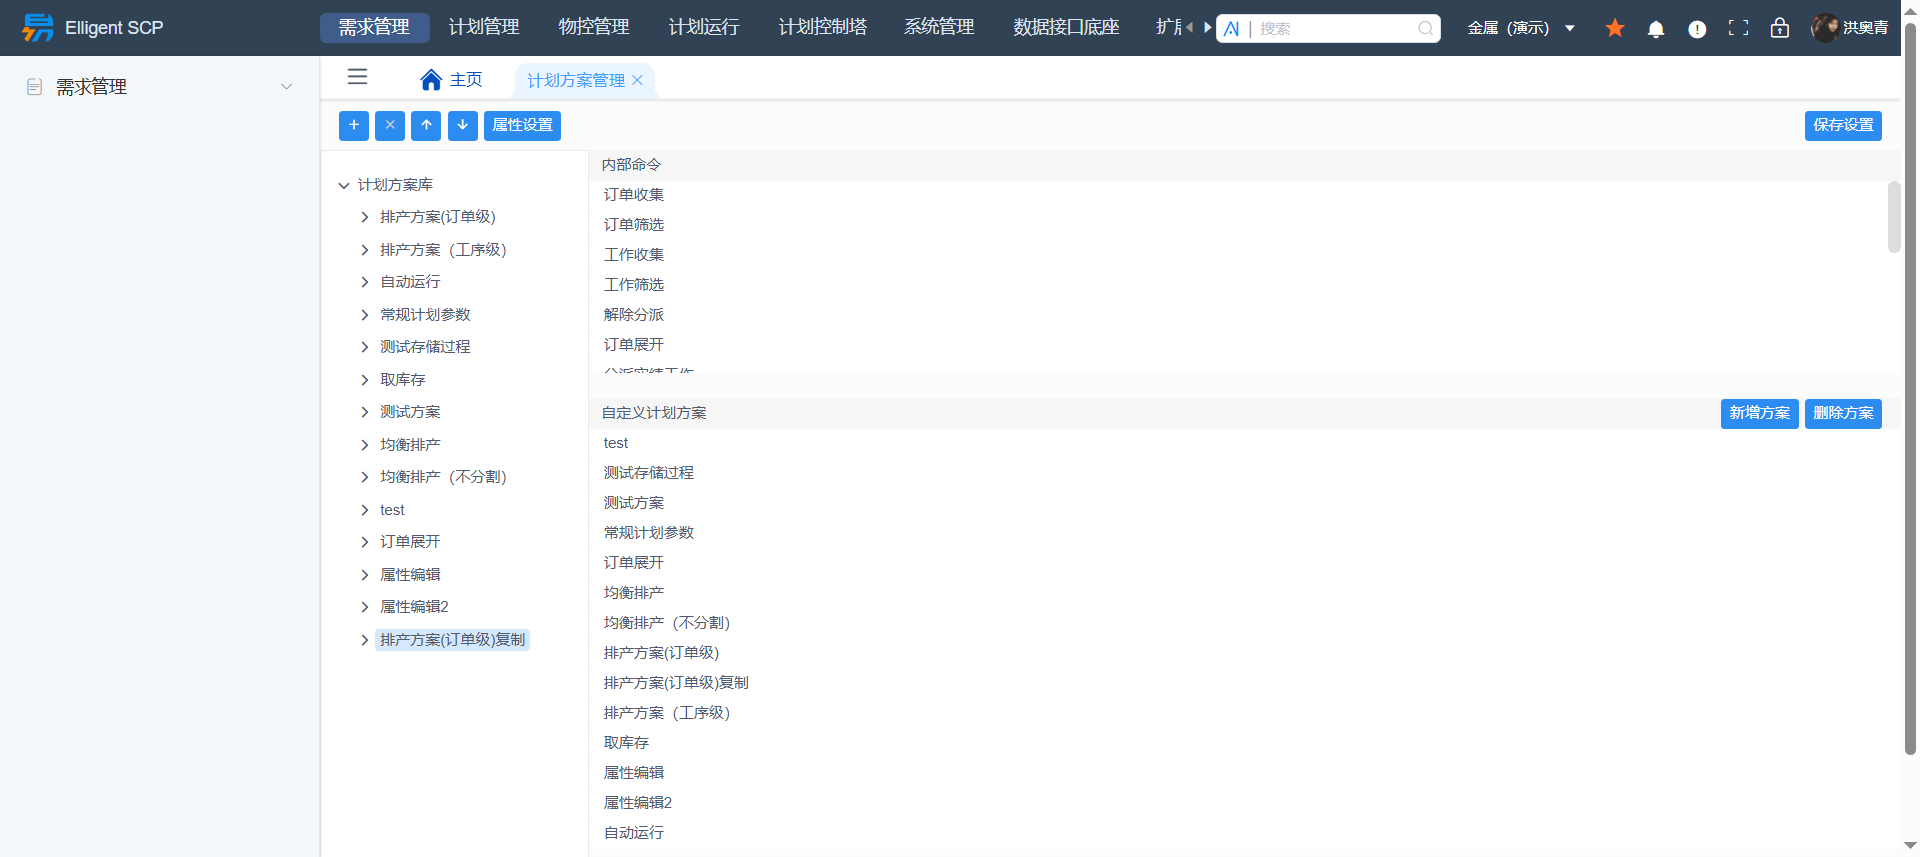 Elligent SCP
需求管理 计划管理 物控管理 计划运行 计划控制塔 系统管理 数据接口底座
AI | 搜索
金属（演示）
洪奥青
需求管理
主页
计划方案管理
属性设置
保存设置
计划方案库
排产方案(订单级)
排产方案（工序级）
自动运行
常规计划参数
测试存储过程
取库存
测试方案
均衡排产
均衡排产（不分割）
test
订单展开
属性编辑
属性编辑2
排产方案(订单级)复制
内部命令
订单收集
订单筛选
工作收集
工作筛选
解除分派
订单展开
自定义计划方案
新增方案 删除方案
test
测试存储过程
测试方案
常规计划参数
订单展开
均衡排产
均衡排产（不分割）
排产方案(订单级)
排产方案(订单级)复制
排产方案（工序级）
取库存
属性编辑
属性编辑2
自动运行